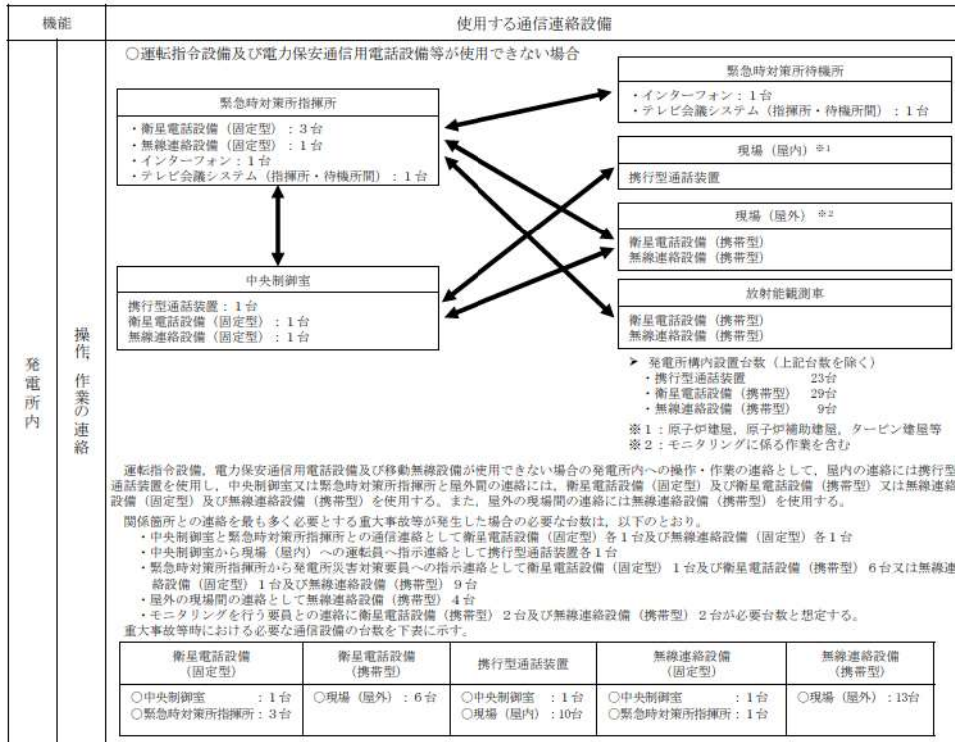 機能
使用する通信連絡設備
発電所内
操作，作業の連絡
○運転指令設備及び電力保安通信用電話設備等が使用できない場合
緊急時対策所指揮所
・衛星電話設備（固定型）：3台
・無線連絡設備（固定型）：1台
・インターフォン：1台
・テレビ会議システム（指揮所・待機所間）：1台
中央制御室
携行型通話装置：1台
衛星電話設備（固定型）：1台
無線連絡設備（固定型）：1台
緊急時対策所待機所
・インターフォン：1台
・テレビ会議システム（指揮所・待機所間）：1台
現場（屋内）※1
携行型通話装置
現場（屋外）※2
衛星電話設備（携帯型）
無線連絡設備（携帯型）
放射能観測車
衛星電話設備（携帯型）
無線連絡設備（携帯型）
➤ 発電所構内設置台数（上記台数を除く）
・携行型通話装置 23台
・衛星電話設備（携帯型） 29台
・無線連絡設備（携帯型） 9台
※1：原子炉建屋，原子炉補助建屋，タービン建屋等
※2：モニタリングに係る作業を含む
運転指令設備，電力保安通信用電話設備及び移動無線設備が使用できない場合の発電所内への操作・作業の連絡として，屋内の連絡には携行型
通話装置を使用し，中央制御室又は緊急時対策所指揮所と屋外間の連絡には，衛星電話設備（固定型）及び衛星電話設備（携帯型）又は無線連絡
設備（固定型）及び無線連絡設備（携帯型）を使用する。また，屋外の現場間の連絡には無線連絡設備（携帯型）を使用する。
関係箇所との連絡を最も多く必要とする重大事故等が発生した場合の必要な台数は，以下のとおり。
・中央制御室と緊急時対策所指揮所との通信連絡として衛星電話設備（固定型）各1台及び無線連絡設備（固定型）各1台
・中央制御室から現場（屋内）への運転員へ指示連絡として携行型通話装置各1台
・緊急時対策所指揮所から発電所災害対策要員への指示連絡として衛星電話設備（固定型）1台及び衛星電話設備（携帯型）6台又は無線連
絡設備（固定型）1台及び無線連絡設備（携帯型）9台
・屋外の現場間の連絡として無線連絡設備（携帯型）4台
・モニタリングを行う要員との連絡に衛星電話設備（携帯型）2台及び無線連絡設備（携帯型）2台が必要台数と想定する。
重大事故等時における必要な通信設備の台数を下表に示す。
衛星電話設備（固定型）
衛星電話設備（携帯型）
携行型通話装置
無線連絡設備（固定型）
無線連絡設備（携帯型）
○中央制御室 ：1台
○緊急時対策所指揮所：3台
○現場（屋外）：6台
○中央制御室 ：1台
○現場（屋内）：10台
○中央制御室 ：1台
○緊急時対策所指揮所：1台
○現場（屋外）：13台